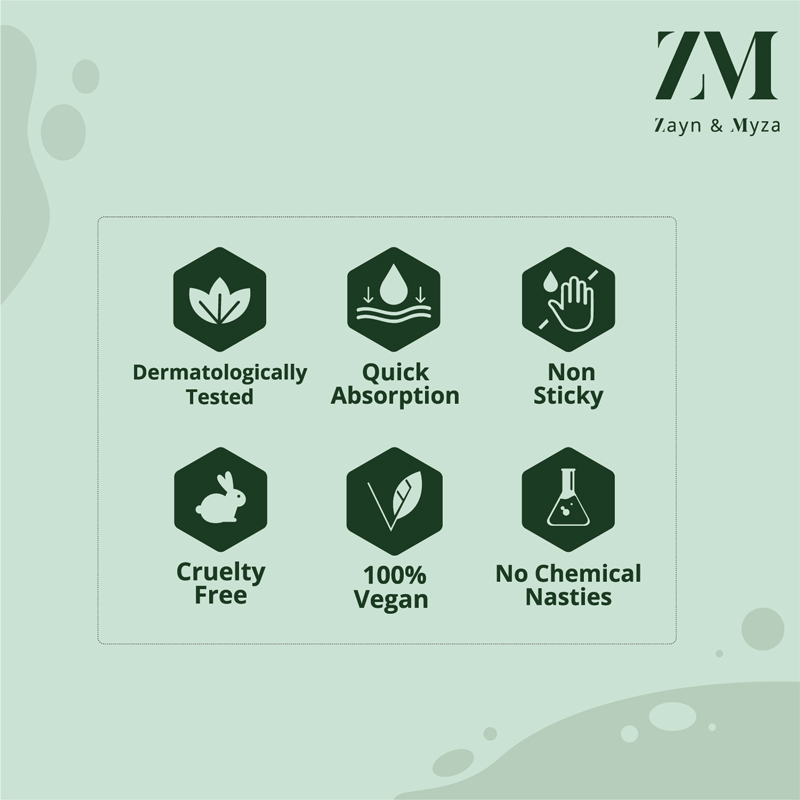 ZM
Zayn & Myza
Dermatologically
Tested
Quick
Absorption
Non
Sticky
Cruelty
Free
100%
Vegan
No Chemical
Nasties